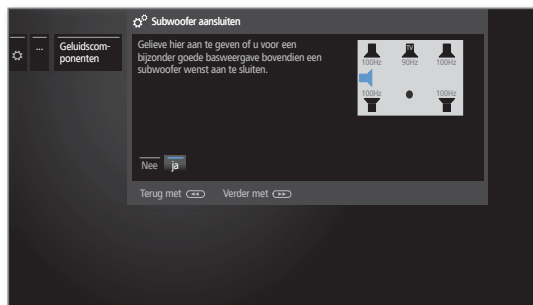 Subwoofer aansluiten
...
Geluidscom-
ponenten
Gelieve hier aan te geven of u voor een
bijzonder goede basweergave bovendien een
subwoofer wenst aan te sluiten.
TV
100Hz 90Hz 100Hz
100Hz 100Hz
Nee ja
Terug met Verder met